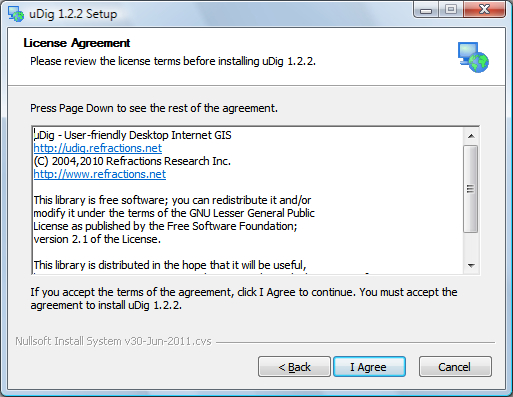 uDig 1.2.2 Setup
License Agreement
Please review the license terms before installing uDig 1.2.2.
Press Page Down to see the rest of the agreement.
uDig - User-friendly Desktop Internet GIS
http://udig.refractions.net
(C) 2004,2010 Refractions Research Inc.
http://www.refractions.net
This library is free software; you can redistribute it and/or
modify it under the terms of the GNU Lesser General Public
License as published by the Free Software Foundation;
version 2.1 of the License.
This library is distributed in the hope that it will be useful,
If you accept the terms of the agreement, click I Agree to continue. You must accept the
agreement to install uDig 1.2.2.
Nullsoft Install System v30-Jun-2011.cvs
< Back
I Agree
Cancel